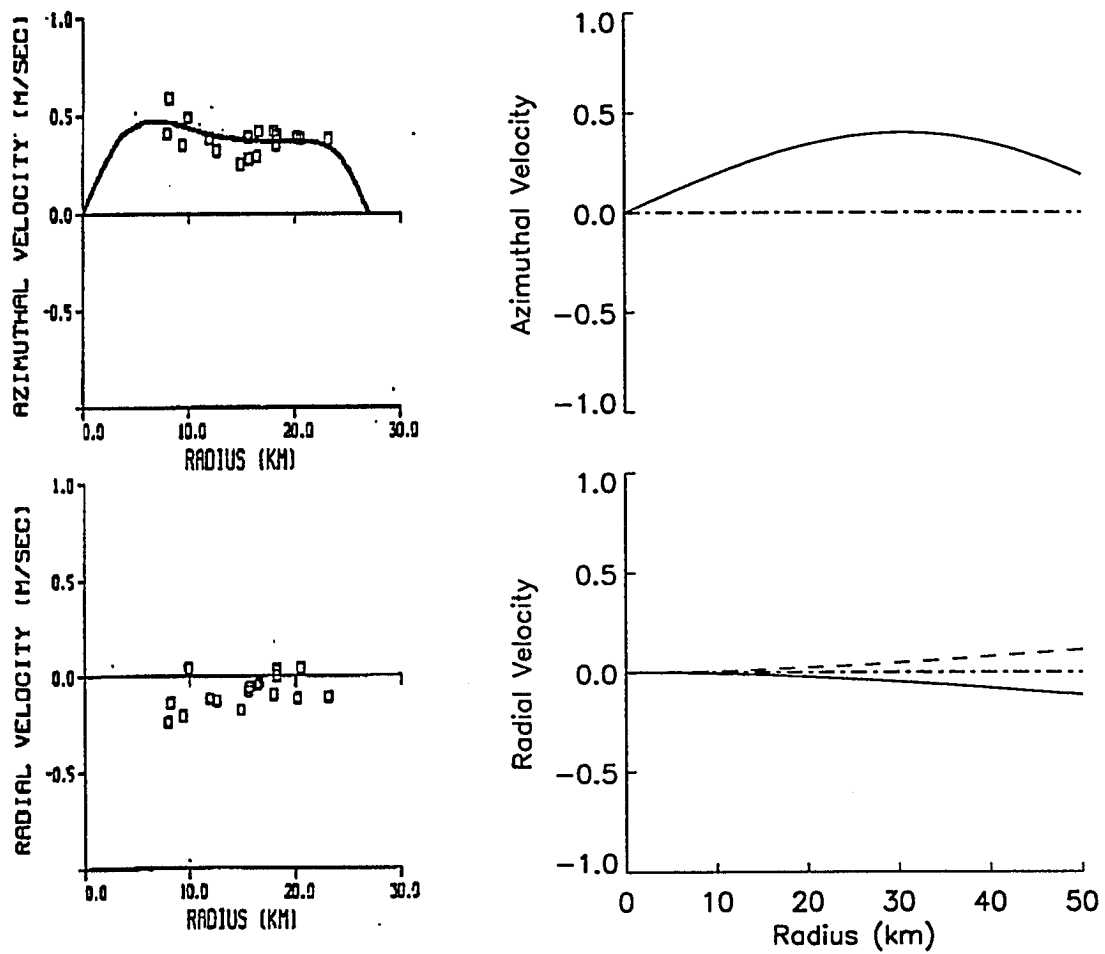 AZIMUTHAL VELOCITY (M/SEC)
1.0
0.5
0.0
-0.5
0.0 10.0 20.0 30.0
RADIUS (KM)
Azimuthal Velocity
1.0
0.5
0.0
−0.5
−1.0
RADIAL VELOCITY (M/SEC)
1.0
0.5
0.0
-0.5
0.0 10.0 20.0 30.0
RADIUS (KM)
Radial Velocity
1.0
0.5
0.0
−0.5
−1.0
0 10 20 30 40 50
Radius (km)